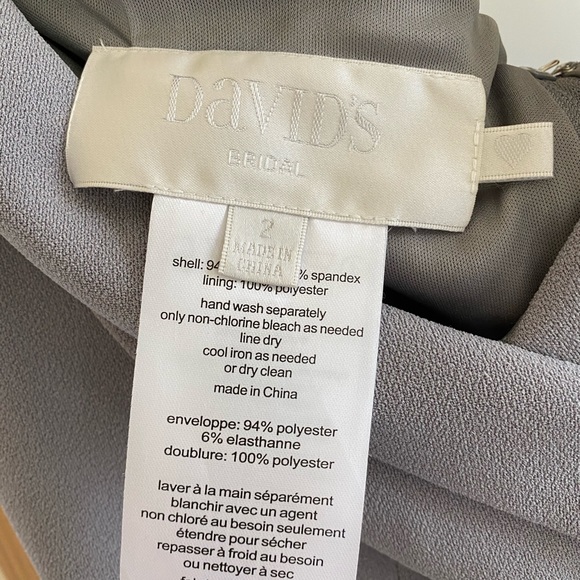 DaVID'S
BRIDAL
2
MADE IN
CHINA
shell: 94 % spandex
lining: 100% polyester
hand wash separately
only non-chlorine bleach as needed
line dry
cool iron as needed
or dry clean
made in China
enveloppe: 94% polyester
6% elasthanne
doublure: 100% polyester
laver à la main séparément
blanchir avec un agent
non chloré au besoin seulement
étendre pour sécher
repasser à froid au besoin
ou nettoyer à sec